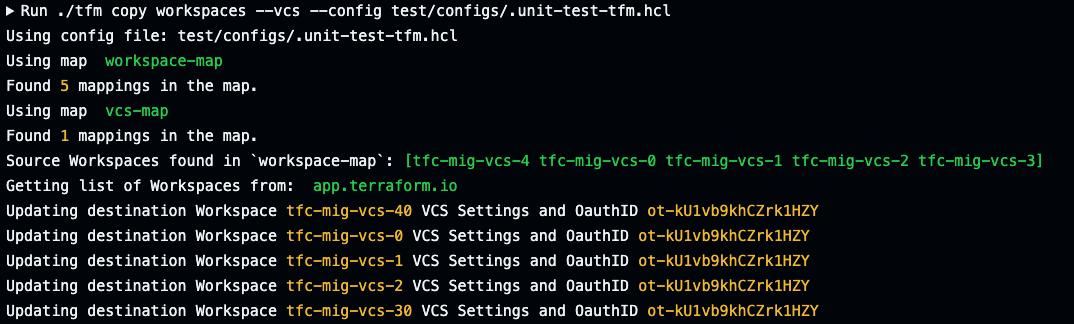 ▶ Run ./tfm copy workspaces --vcs --config test/configs/.unit-test-tfm.hcl
Using config file: test/configs/.unit-test-tfm.hcl
Using map  workspace-map
Found 5 mappings in the map.
Using map  vcs-map
Found 1 mappings in the map.
Source Workspaces found in `workspace-map`: [tfc-mig-vcs-4 tfc-mig-vcs-0 tfc-mig-vcs-1 tfc-mig-vcs-2 tfc-mig-vcs-3]
Getting list of Workspaces from:  app.terraform.io
Updating destination Workspace tfc-mig-vcs-40 VCS Settings and OauthID ot-kU1vb9khCZrk1HZY
Updating destination Workspace tfc-mig-vcs-0 VCS Settings and OauthID ot-kU1vb9khCZrk1HZY
Updating destination Workspace tfc-mig-vcs-1 VCS Settings and OauthID ot-kU1vb9khCZrk1HZY
Updating destination Workspace tfc-mig-vcs-2 VCS Settings and OauthID ot-kU1vb9khCZrk1HZY
Updating destination Workspace tfc-mig-vcs-30 VCS Settings and OauthID ot-kU1vb9khCZrk1HZY